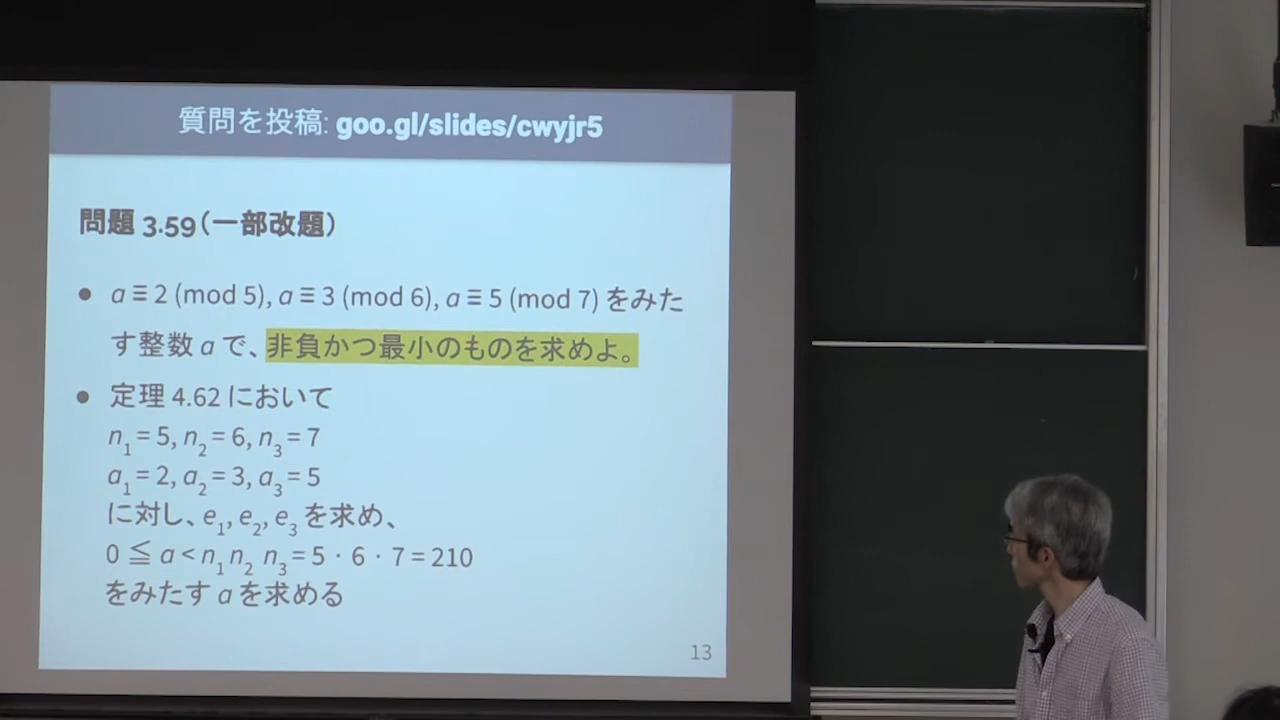 質問を投稿: goo.gl/slides/cwyjr5
問題 3.59（一部改題）
● a ≡ 2 (mod 5), a ≡ 3 (mod 6), a ≡ 5 (mod 7) をみた
す整数 a で、非負かつ最小のものを求めよ。
● 定理 4.62 において
n₁ = 5, n₂ = 6, n₃ = 7
a₁ = 2, a₂ = 3, a₃ = 5
に対し、e₁, e₂, e₃ を求め、
0 ≦ a < n₁ n₂ n₃ = 5 · 6 · 7 = 210
をみたす a を求める
13